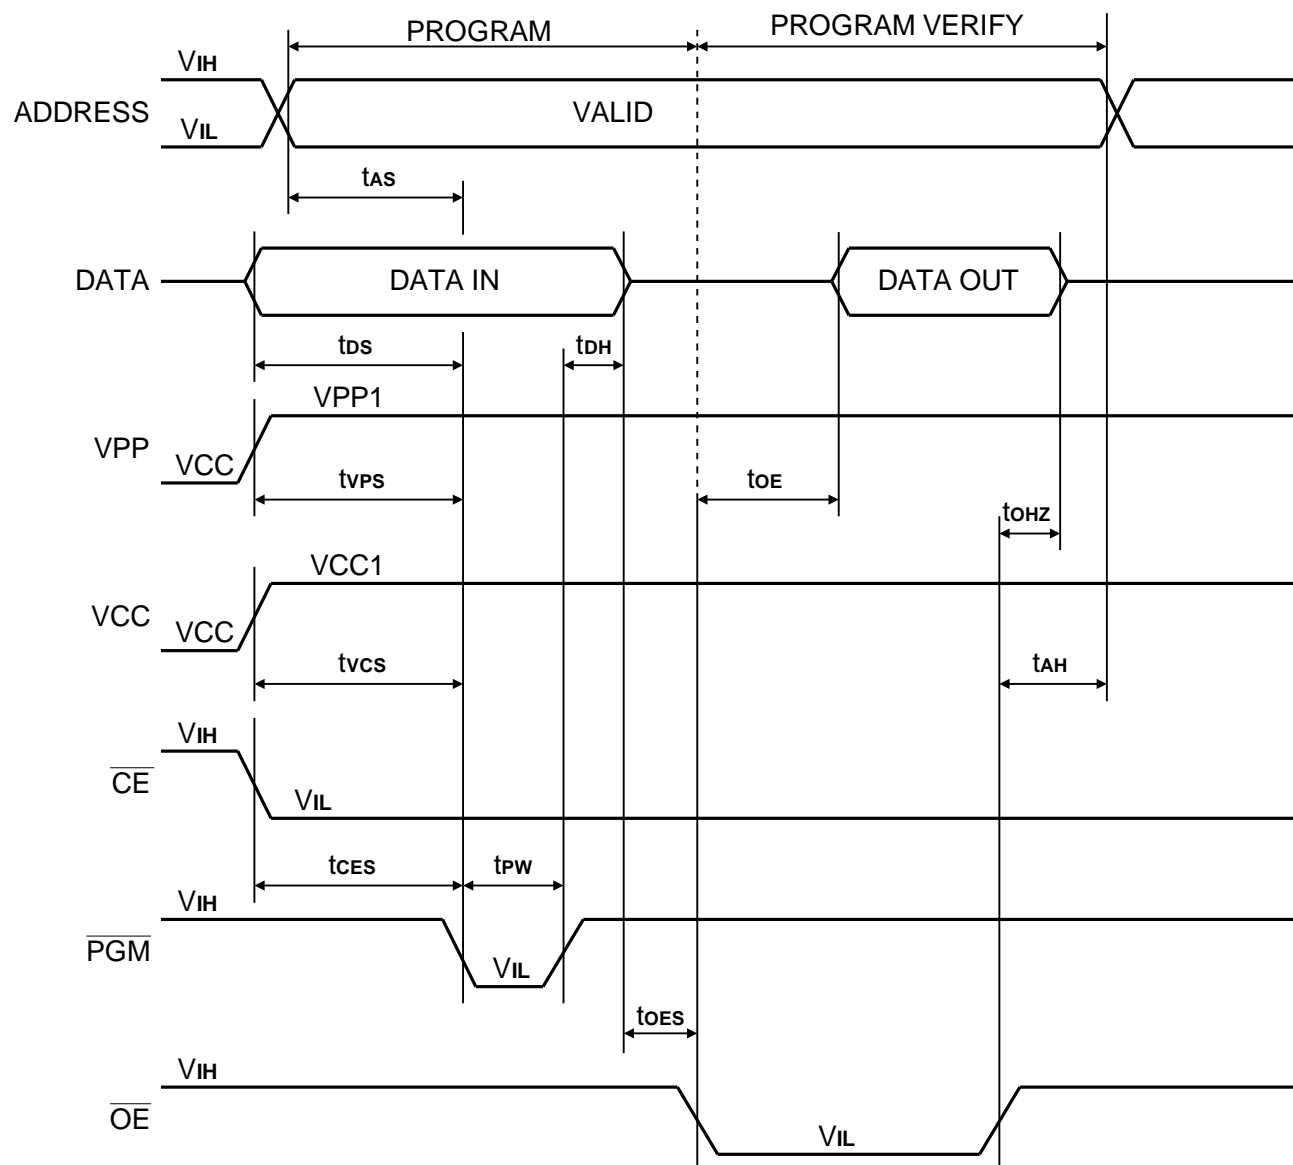 PROGRAM
PROGRAM VERIFY
VIH
ADDRESS
VALID
VIL
tAS
DATA
DATA IN
DATA OUT
tDS
tDH
VPP1
VPP
VCC
tVPS
tOE
tOHZ
VCC1
VCC
VCC
tVCS
tAH
VIH
CE
VIL
tCES
tPW
VIH
PGM
VIL
tOES
VIH
OE
VIL